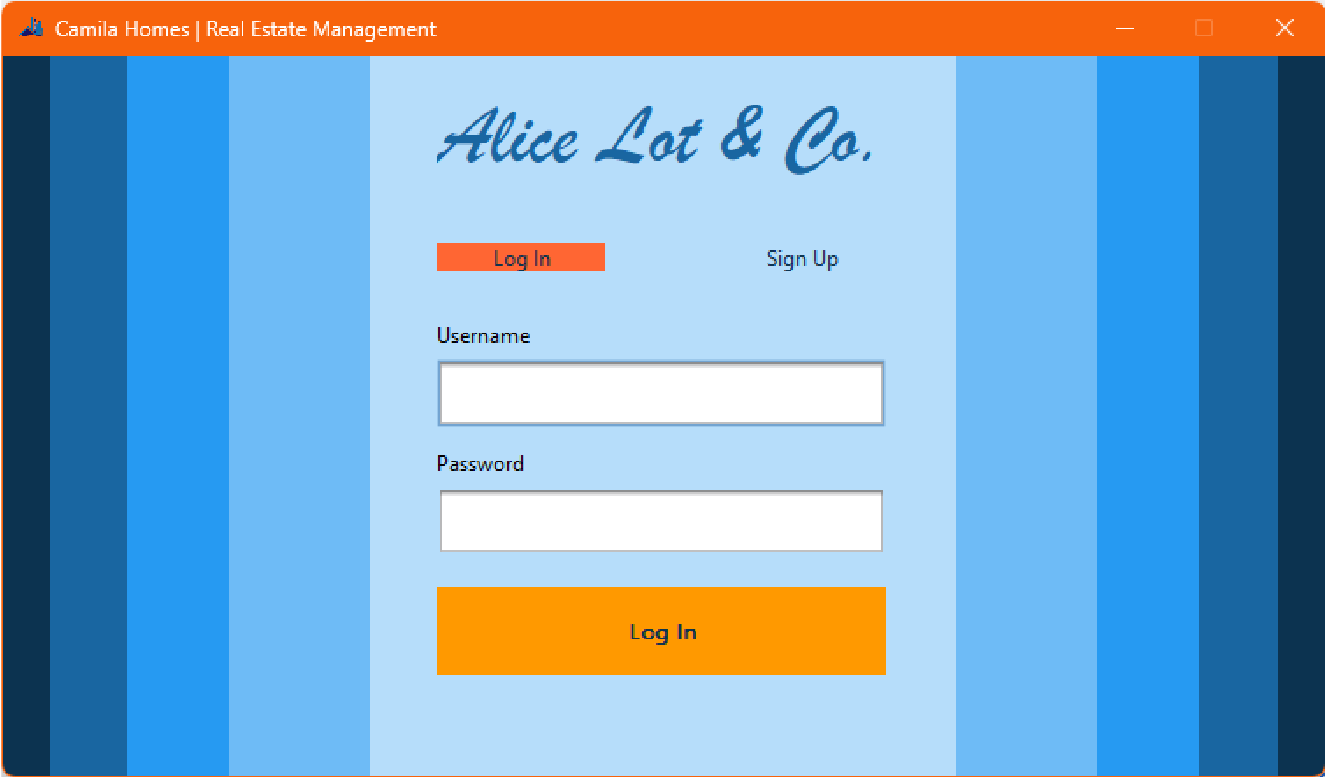 Camila Homes | Real Estate Management
Alice Lot & Co.
Log In Sign Up
Username
Password
Log In